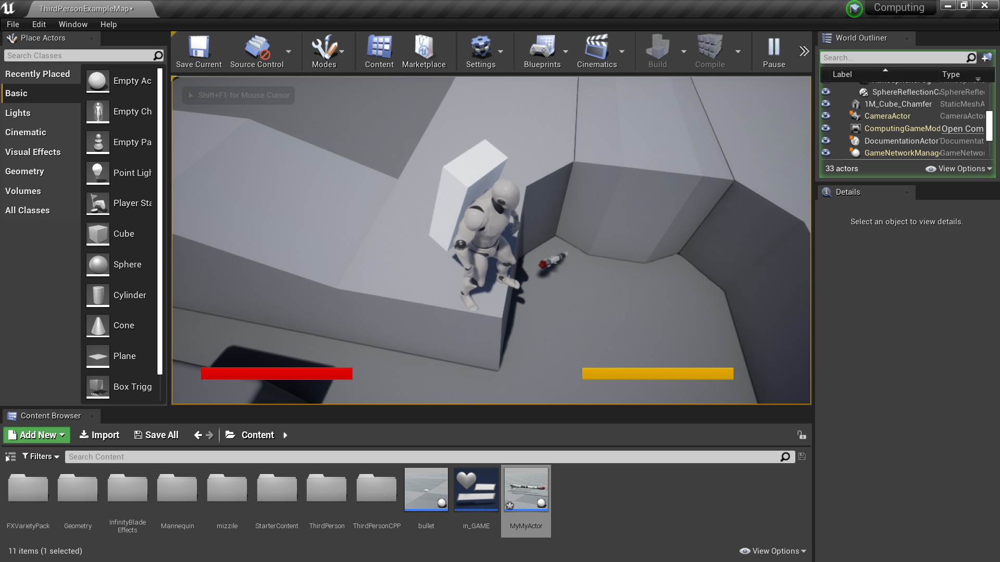 ThirdPersonExampleMap*
Computing
File Edit Window Help
Place Actors
Search Classes
Recently Placed
Basic
Lights
Cinematic
Visual Effects
Geometry
Volumes
All Classes
Empty Ac
Empty Ch
Empty Pa
Point Ligh
Player Sta
Cube
Sphere
Cylinder
Cone
Plane
Box Trigg
Save Current
Source Control
Modes
Content
Marketplace
Settings
Blueprints
Cinematics
Build
Compile
Pause
Shift+F1 for Mouse Cursor
World Outliner
Search...
Label Type
SphereReflectionC SphereReflec
1M_Cube_Chamfer StaticMeshA
CameraActor CameraActor
ComputingGameMod Open Com
DocumentationActor Documentat
GameNetworkManag GameNetwor
33 actors View Options
Details
Select an object to view details.
Content Browser
Add New Import Save All Content
Filters Search Content
FXVarietyPack
Geometry
InfinityBlade
Effects
Mannequin
mizzile
StarterContent
ThirdPerson
ThirdPersonCPP
bullet
in_GAME
MyMyActor
11 items (1 selected)
View Options